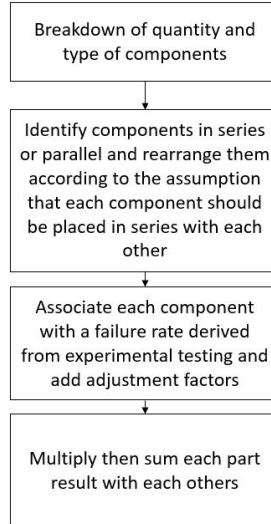 Breakdown of quantity and
type of components
Identify components in series
or parallel and rearrange them
according to the assumption
that each component should
be placed in series with each
other
Associate each component
with a failure rate derived
from experimental testing and
add adjustment factors
Multiply then sum each part
result with each others